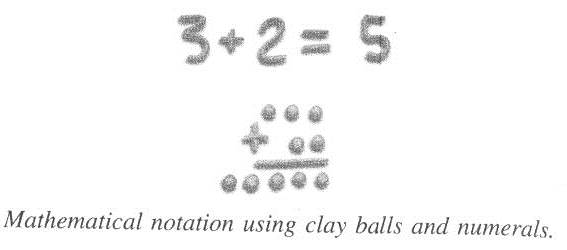 3+2= 5
+
Mathematical notation using clay balls and numerals.